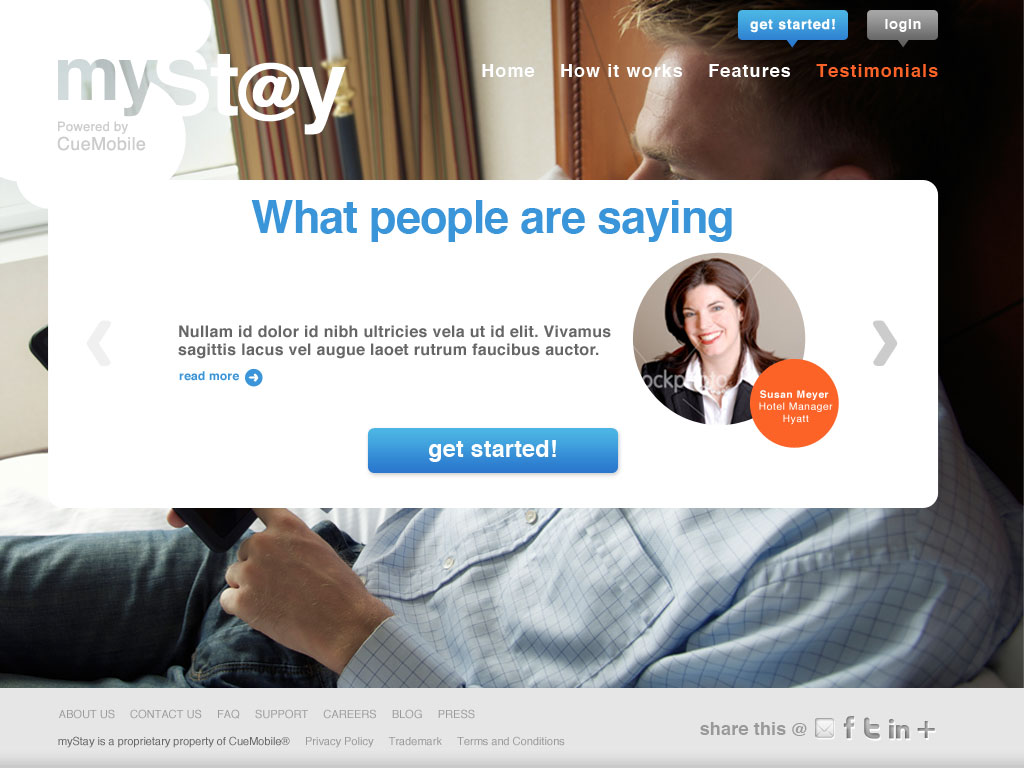 get started!
login
mySt@y
Home How it works Features Testimonials
Powered by
CueMobile
What people are saying
Nullam id dolor id nibh ultricies vela ut id elit. Vivamus
sagittis lacus vel augue laoet rutrum faucibus auctor.
read more
ockphoto
Susan Meyer
Hotel Manager
Hyatt
get started!
ABOUT US CONTACT US FAQ SUPPORT CAREERS BLOG PRESS
myStay is a proprietary property of CueMobile® Privacy Policy Trademark Terms and Conditions
share this @ f t in +